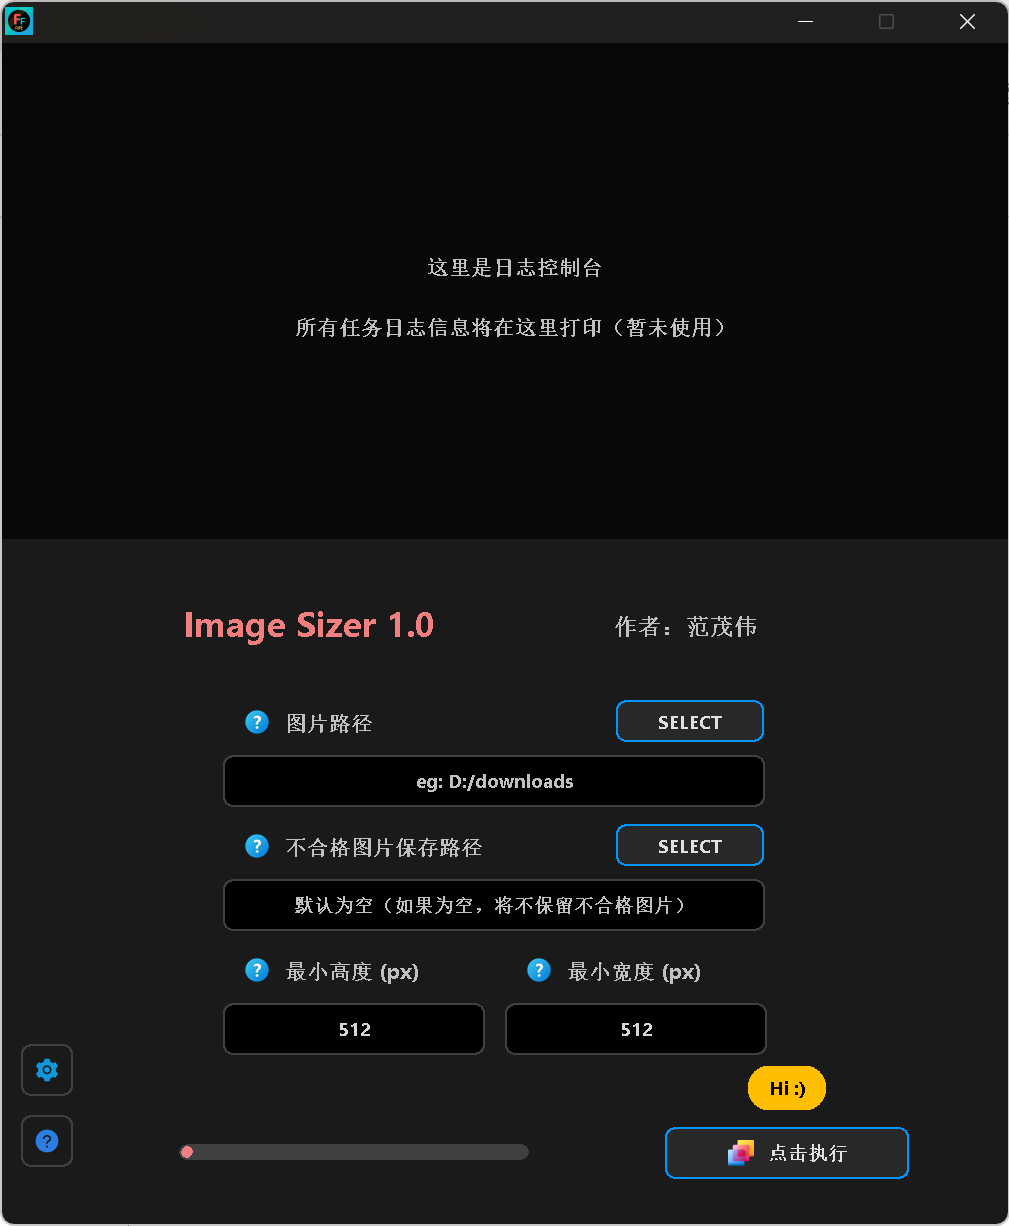 这里是日志控制台
所有任务日志信息将在这里打印（暂未使用）
Image Sizer 1.0
作者：范茂伟
? 图片路径
SELECT
eg: D:/downloads
? 不合格图片保存路径
SELECT
默认为空（如果为空，将不保留不合格图片）
? 最小高度 (px)
? 最小宽度 (px)
512
512
Hi :)
?
点击执行